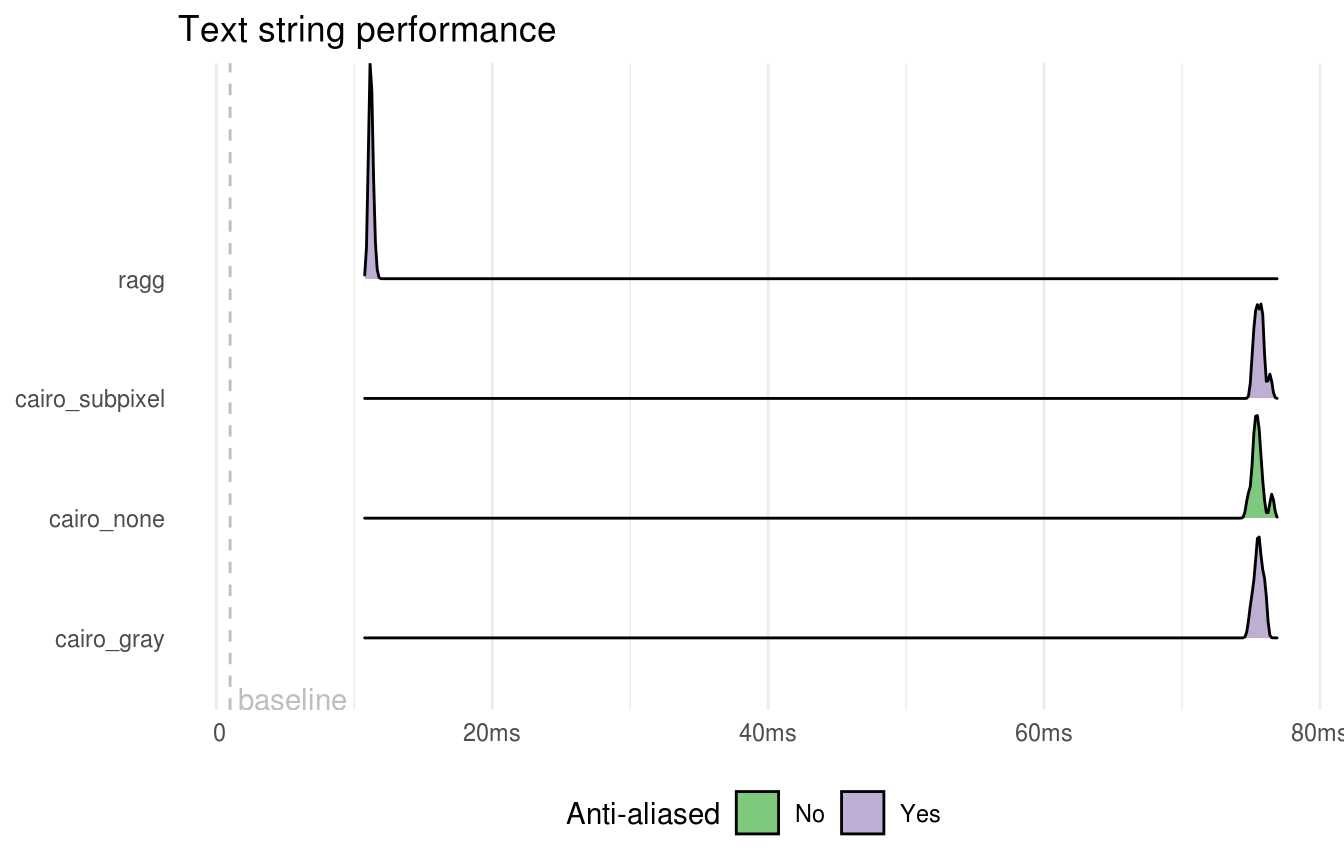 Text string performance
ragg
cairo_subpixel
cairo_none
cairo_gray
baseline
0 20ms 40ms 60ms 80ms
Anti-aliased No Yes